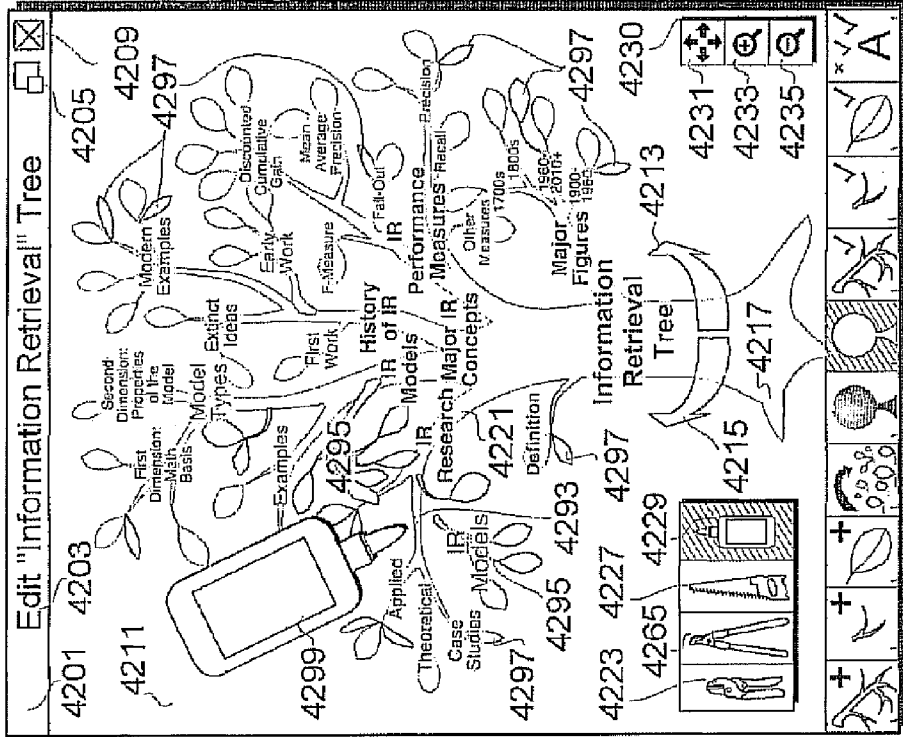 Edit "Information Retrieval" Tree
4201
4203
4205
4209
4211
4297
Second
Dimension:
Properties
of the
Model
First
Dimension:
Math
Basis
Model
Types
Extinct
Ideas
Modern
Examples
Early
Work
First
Work
Discounted
Cumulative
Gain
Mean
Average
Precision
F-Measure
Fall-Out
Precision
Recall
Examples
4295
4299
IR
Models
History
of IR
IR
Performance
Measures
Other
Measures
1700s
1800s
1960-
2010+
1900-
1960
Major
Figures
4297
Applied
Theoretical
Case
Studies
IR
Models
4295
4293
4297
IR
Research
Major IR
Concepts
4221
Definition
4297
Information
Retrieval
Tree
4213
4215
4217
4223
4265
4227
4229
4230
4231
4233
4235
A